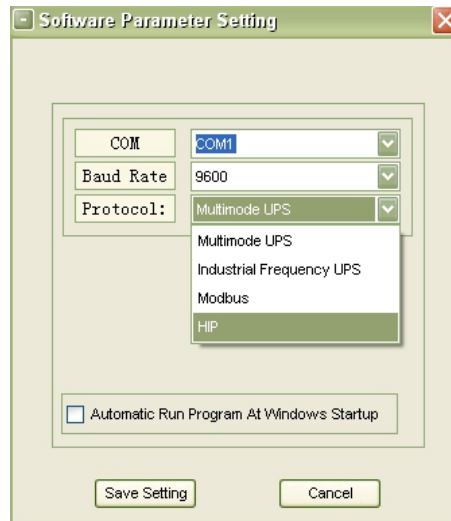 Software Parameter Setting
COM COM1
Baud Rate 9600
Protocol: Multimode UPS
Multimode UPS
Industrial Frequency UPS
Modbus
HIP
Automatic Run Program At Windows Startup
Save Setting Cancel